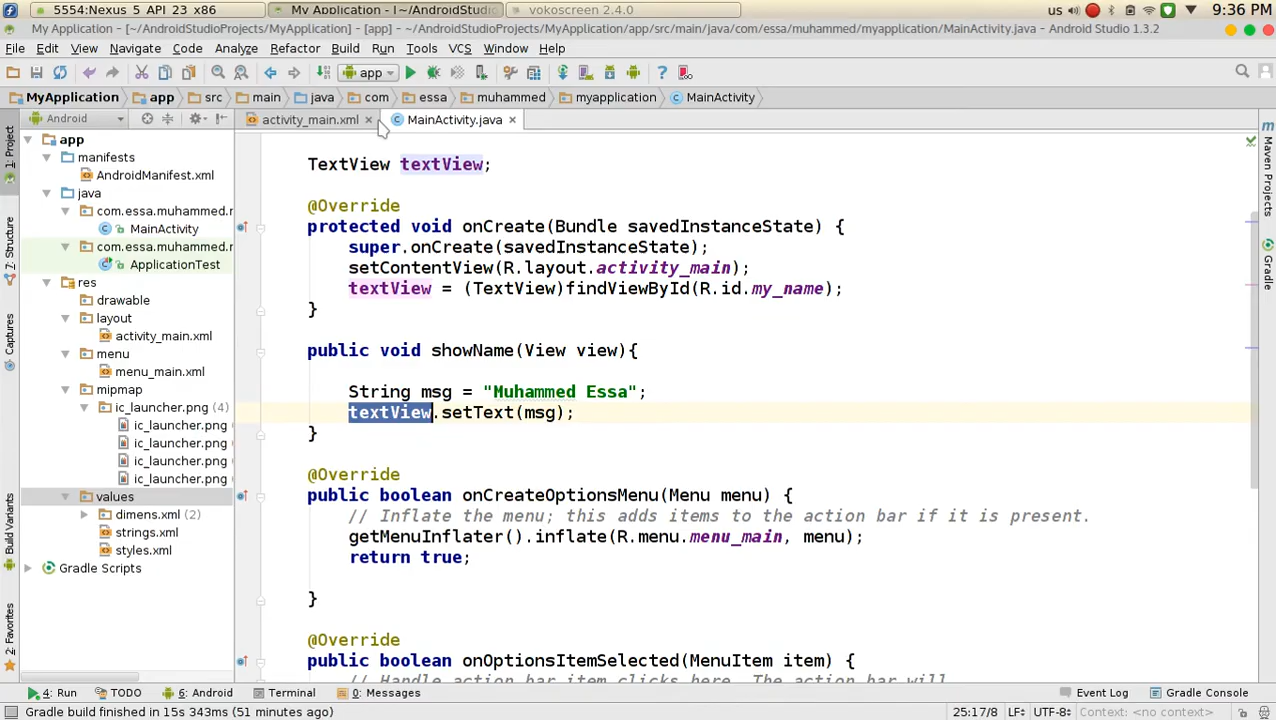 5554:Nexus_5_API_23_x86
My Application - [~/AndroidStudio
vokoscreen 2.4.0
us
9:36 PM
My Application - [~/AndroidStudioProjects/MyApplication] - [app] - ~/AndroidStudioProjects/MyApplication/app/src/main/java/com/essa/muhammed/myapplication/MainActivity.java - Android Studio 1.3.2
File Edit View Navigate Code Analyze Refactor Build Run Tools VCS Window Help
app
MyApplication app src main java com essa muhammed myapplication MainActivity
Android
activity_main.xml
MainActivity.java
1: Project
7: Structure
Captures
Build Variants
2: Favorites
app
manifests
AndroidManifest.xml
java
com.essa.muhammed.r
MainActivity
com.essa.muhammed.r
ApplicationTest
res
drawable
layout
activity_main.xml
menu
menu_main.xml
mipmap
ic_launcher.png (4)
ic_launcher.png
ic_launcher.png
ic_launcher.png
ic_launcher.png
values
dimens.xml (2)
strings.xml
styles.xml
Gradle Scripts
TextView textView;
@Override
protected void onCreate(Bundle savedInstanceState) {
super.onCreate(savedInstanceState);
setContentView(R.layout.activity_main);
textView = (TextView)findViewById(R.id.my_name);
}
public void showName(View view){
String msg = "Muhammed Essa";
textView.setText(msg);
}
@Override
public boolean onCreateOptionsMenu(Menu menu) {
// Inflate the menu; this adds items to the action bar if it is present.
getMenuInflater().inflate(R.menu.menu_main, menu);
return true;
}
@Override
public boolean onOptionsItemSelected(MenuItem item) {
// Handle action bar item clicks here. The action bar will
Maven Projects
Gradle
4: Run TODO 6: Android Terminal 0: Messages Event Log Gradle Console
Gradle build finished in 15s 343ms (51 minutes ago)
25:17/8 LF UTF-8 Context: <no context>